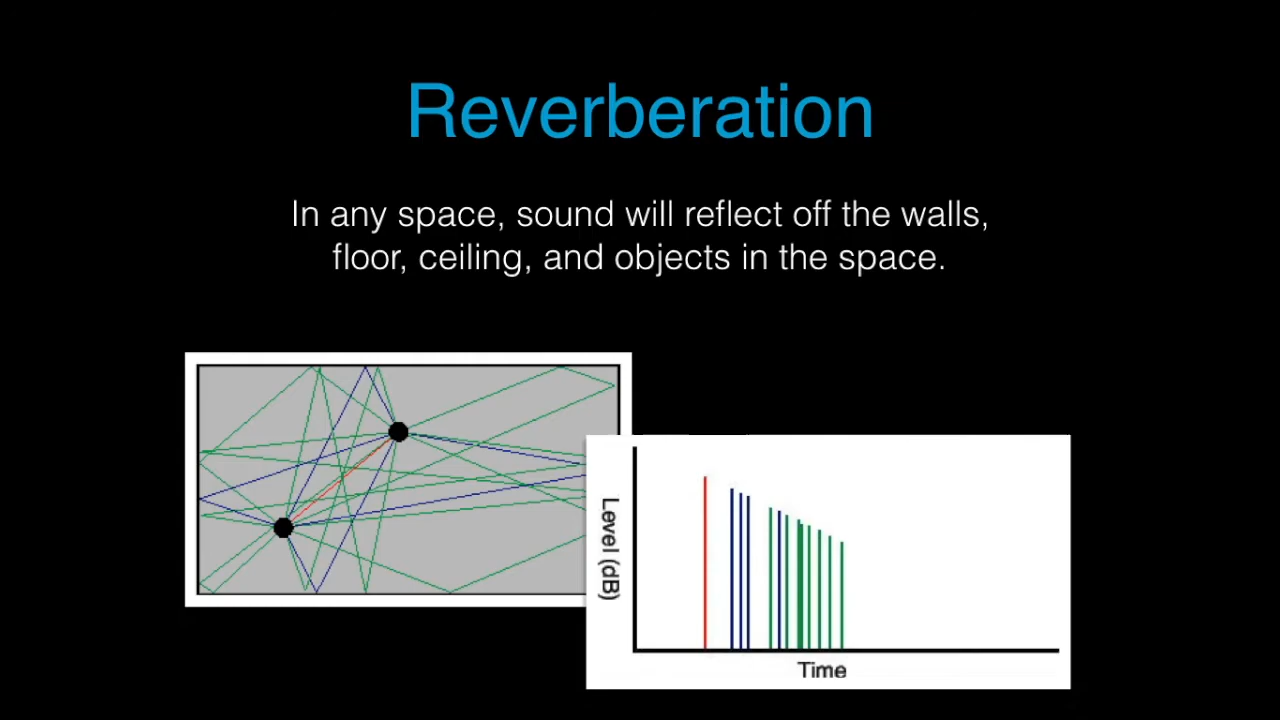 Reverberation
In any space, sound will reflect off the walls,
floor, ceiling, and objects in the space.
Level (dB)
Time